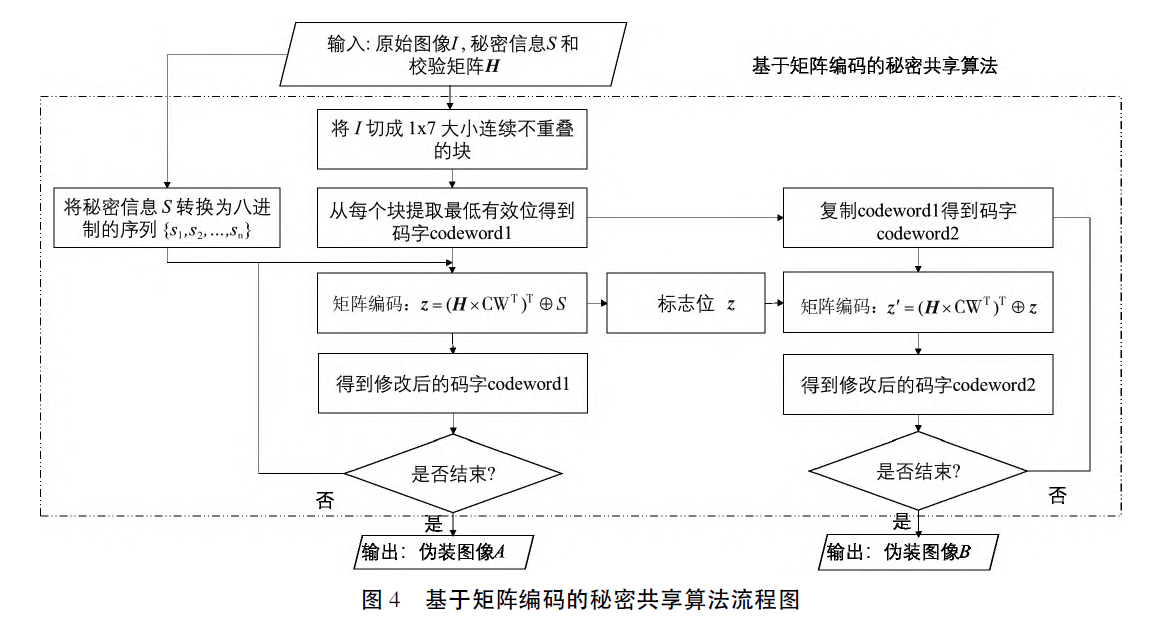 输入: 原始图像I, 秘密信息S 和
校验矩阵H
基于矩阵编码的秘密共享算法
将 I 切成 1x7 大小连续不重叠
的块
将秘密信息 S 转换为八进
制的序列 {s₁,s₂,...,sₙ}
从每个块提取最低有效位得到
码字codeword1
复制codeword1得到码字
codeword2
矩阵编码: z = (H×CWᵀ)ᵀ⊕S
标志位 z
矩阵编码: z′ = (H×CWᵀ)ᵀ⊕z
得到修改后的码字codeword1
得到修改后的码字codeword2
是否结束?
是否结束?
否
否
是
是
输出: 伪装图像A
输出: 伪装图像B
图 4 基于矩阵编码的秘密共享算法流程图